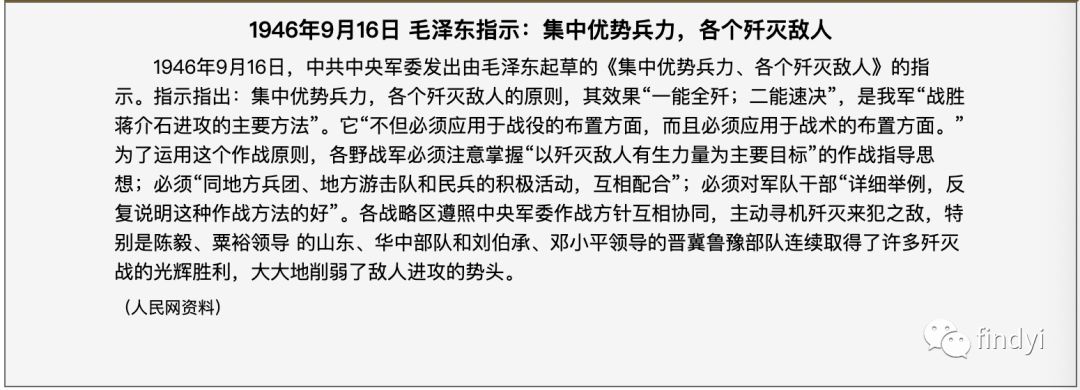 1946年9月16日 毛泽东指示：集中优势兵力，各个歼灭敌人
1946年9月16日，中共中央军委发出由毛泽东起草的《集中优势兵力、各个歼灭敌人》的指
示。指示指出：集中优势兵力，各个歼灭敌人的原则，其效果“一能全歼；二能速决”，是我军“战胜
蒋介石进攻的主要方法”。它“不但必须应用于战役的布置方面，而且必须应用于战术的布置方面。”
为了运用这个作战原则，各野战军必须注意掌握“以歼灭敌人有生力量为主要目标”的作战指导思
想；必须“同地方兵团、地方游击队和民兵的积极活动，互相配合”；必须对军队干部“详细举例，反
复说明这种作战方法的好”。各战略区遵照中央军委作战方针互相协同，主动寻机歼灭来犯之敌，特
别是陈毅、粟裕领导 的山东、华中部队和刘伯承、邓小平领导的晋冀鲁豫部队连续取得了许多歼灭
战的光辉胜利，大大地削弱了敌人进攻的势头。
（人民网资料）
findyi